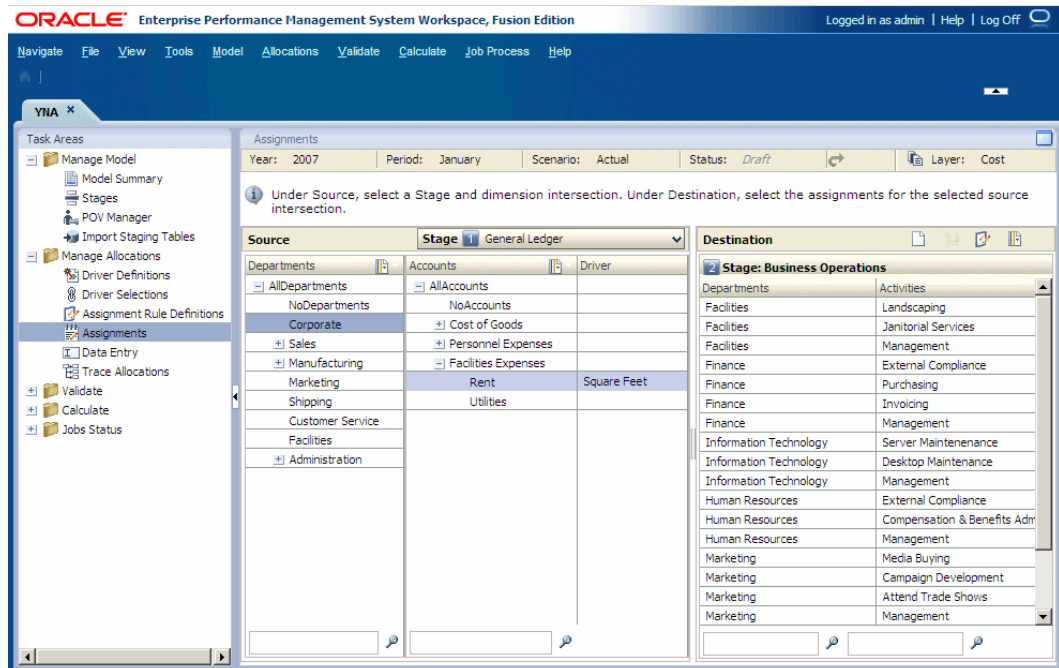 ORACLE® Enterprise Performance Management System Workspace, Fusion Edition
Logged in as admin | Help | Log Off
Navigate File View Tools Model Allocations Validate Calculate Job Process Help
YNA
Task Areas
Manage Model
Model Summary
Stages
POV Manager
Import Staging Tables
Manage Allocations
Driver Definitions
Driver Selections
Assignment Rule Definitions
Assignments
Data Entry
Trace Allocations
Validate
Calculate
Jobs Status
Assignments
Year: 2007 Period: January Scenario: Actual Status: Draft Layer: Cost
Under Source, select a Stage and dimension intersection. Under Destination, select the assignments for the selected source
intersection.
Source Stage 1 General Ledger
Departments Accounts Driver
AllDepartments AllAccounts
NoDepartments NoAccounts
Corporate Cost of Goods
Sales Personnel Expenses
Manufacturing Facilities Expenses
Marketing Rent Square Feet
Shipping Utilities
Customer Service
Facilities
Administration
Destination
2 Stage: Business Operations
Departments Activities
Facilities Landscaping
Facilities Janitorial Services
Facilities Management
Finance External Compliance
Finance Purchasing
Finance Invoicing
Finance Management
Information Technology Server Maintenenance
Information Technology Desktop Maintenance
Information Technology Management
Human Resources External Compliance
Human Resources Compensation & Benefits Adm
Human Resources Management
Marketing Media Buying
Marketing Campaign Development
Marketing Attend Trade Shows
Marketing Management